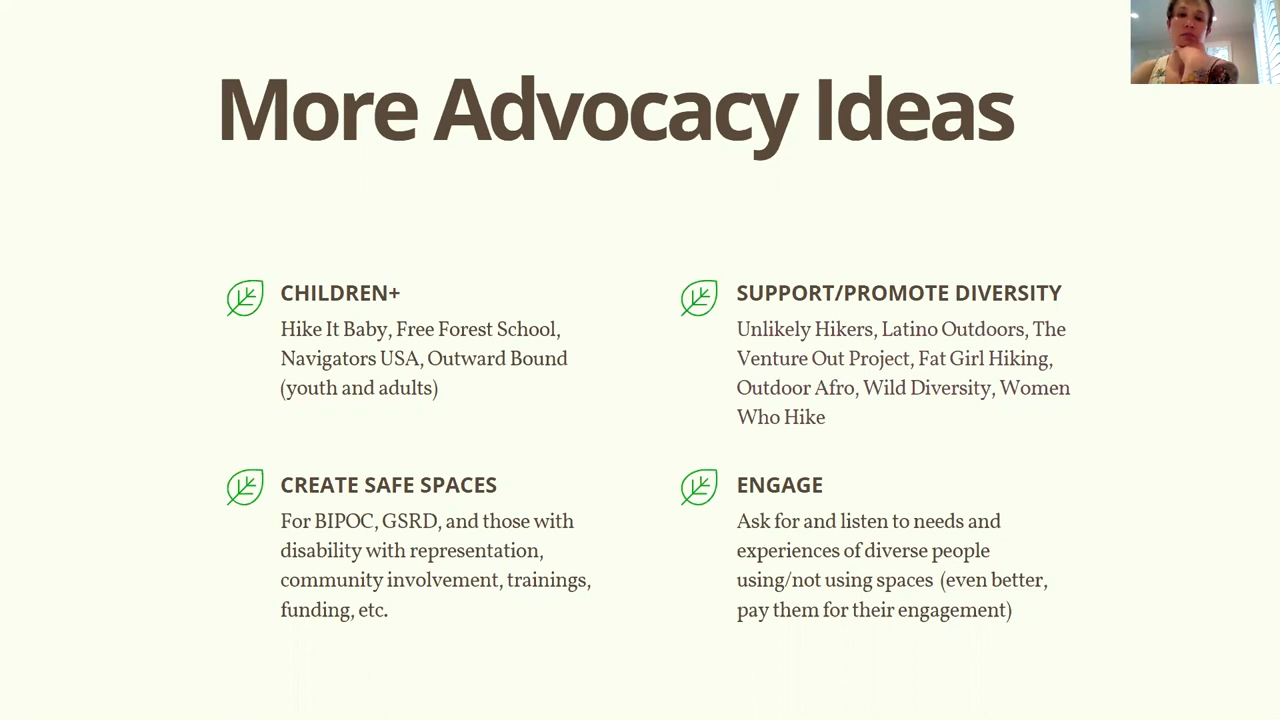 More Advocacy Ideas
CHILDREN+
Hike It Baby, Free Forest School,
Navigators USA, Outward Bound
(youth and adults)
SUPPORT/PROMOTE DIVERSITY
Unlikely Hikers, Latino Outdoors, The
Venture Out Project, Fat Girl Hiking,
Outdoor Afro, Wild Diversity, Women
Who Hike
CREATE SAFE SPACES
For BIPOC, GSRD, and those with
disability with representation,
community involvement, trainings,
funding, etc.
ENGAGE
Ask for and listen to needs and
experiences of diverse people
using/not using spaces (even better,
pay them for their engagement)